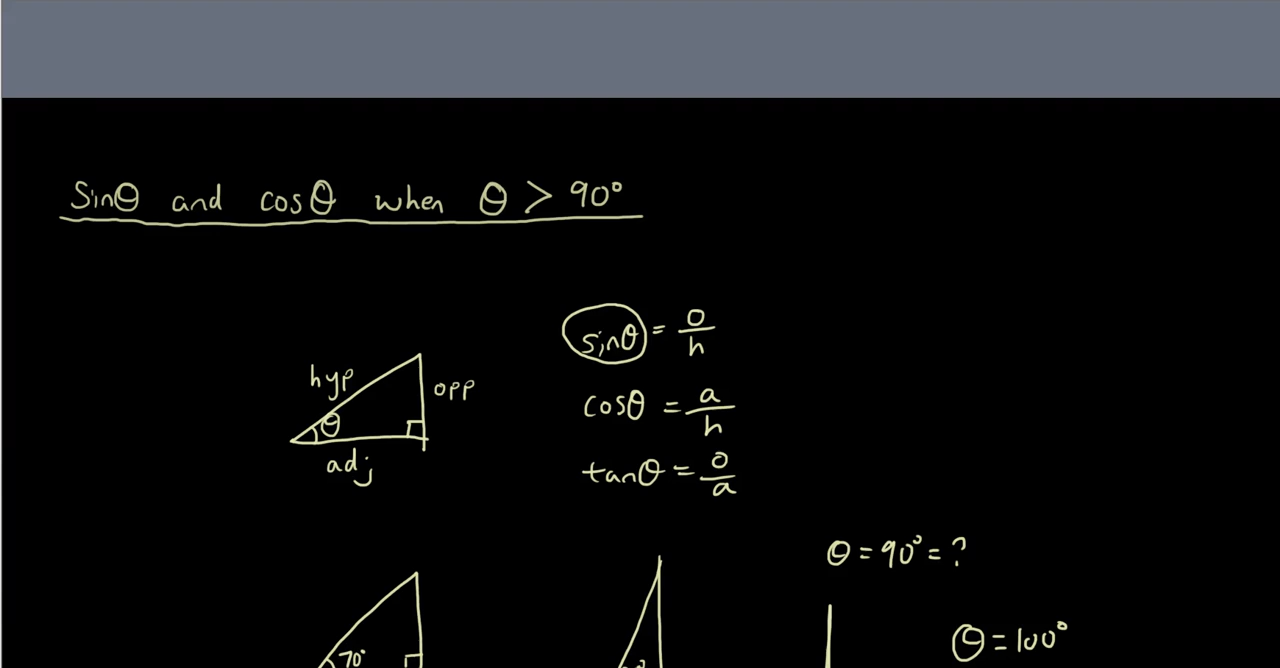 Sinθ and cosθ when θ > 90°
sinθ = o/h
hyp
opp
cosθ = a/h
θ
adj
tanθ = o/a
θ = 90° = ?
θ = 100°
70°